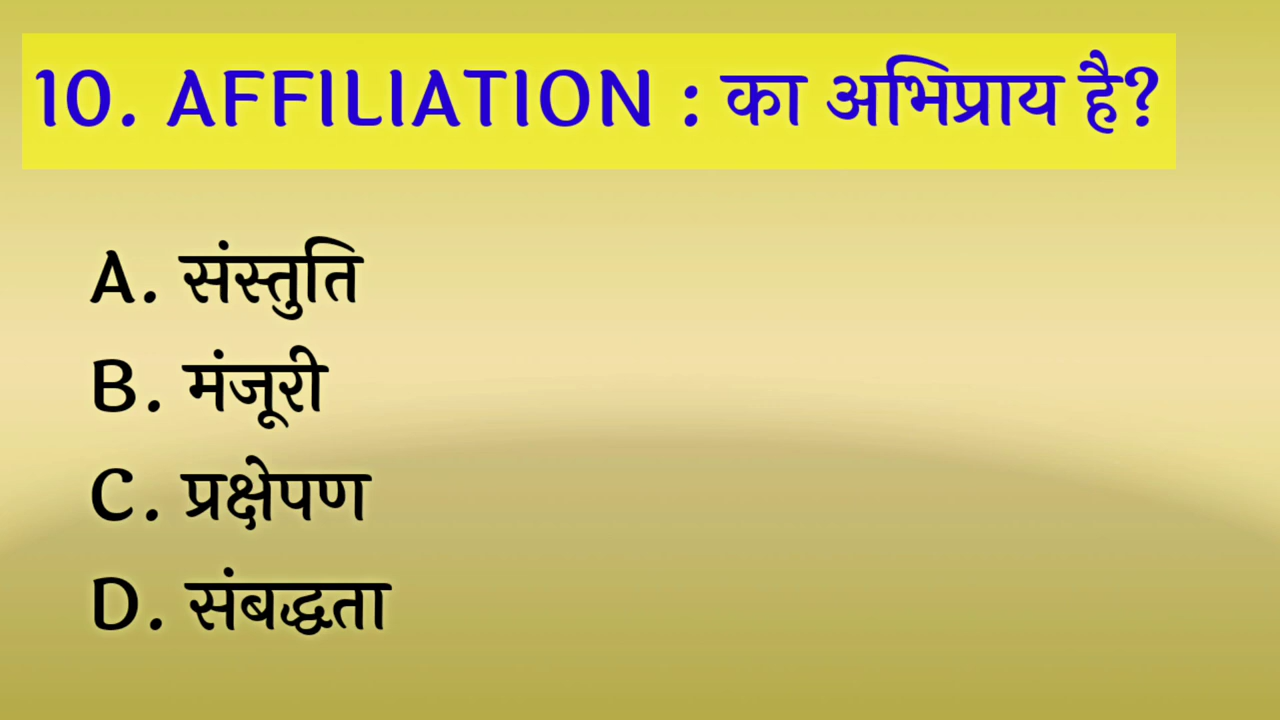 10. AFFILIATION : का अभिप्राय है?
A. संस्तुति
B. मंजूरी
C. प्रक्षेपण
D. संबद्धता